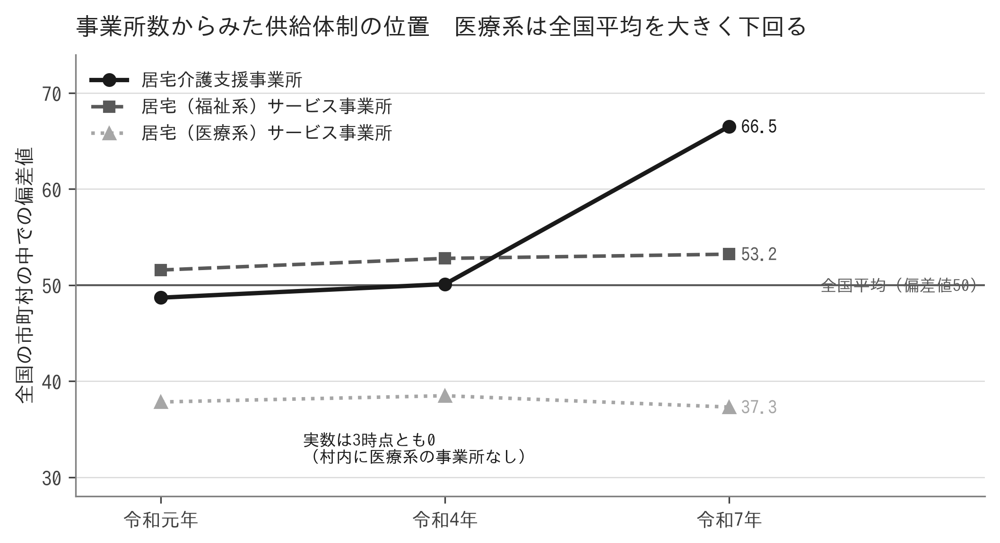 事業所数からみた供給体制の位置　医療系は全国平均を大きく下回る
居宅介護支援事業所
居宅（福祉系）サービス事業所
居宅（医療系）サービス事業所
全国の市町村の中での偏差値
70
60
50
40
30
66.5
53.2
全国平均（偏差値50）
37.3
実数は3時点とも0
（村内に医療系の事業所なし）
令和元年
令和4年
令和7年